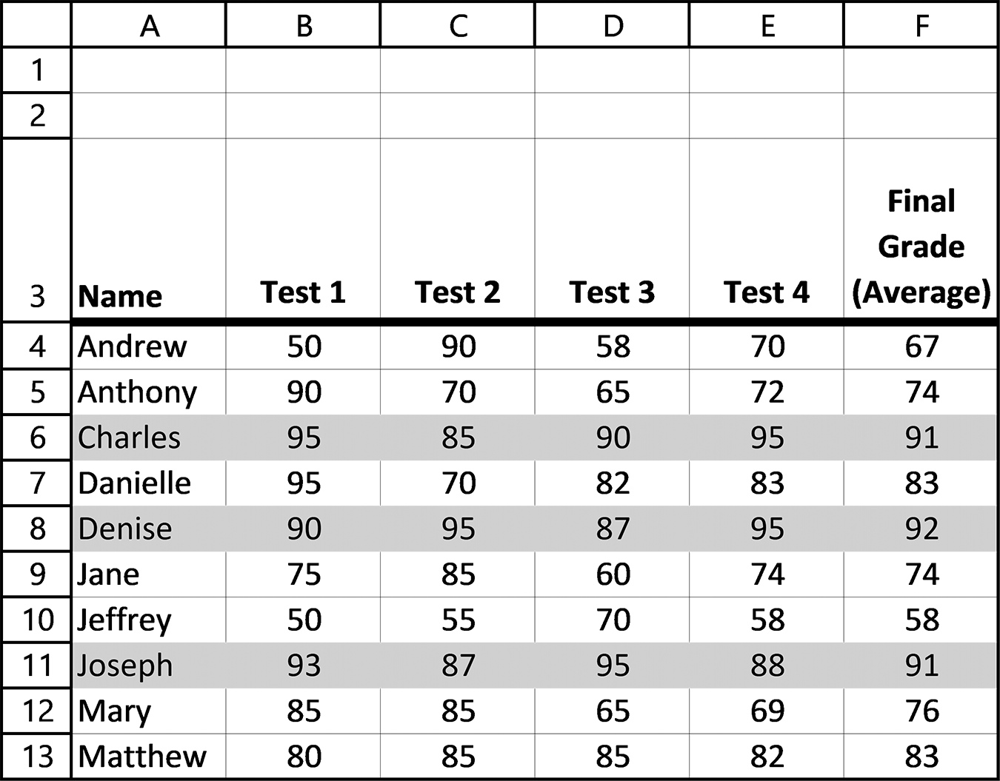 A B C D E F
1
2
3 Name Test 1 Test 2 Test 3 Test 4 Final
Grade
(Average)
4 Andrew 50 90 58 70 67
5 Anthony 90 70 65 72 74
6 Charles 95 85 90 95 91
7 Danielle 95 70 82 83 83
8 Denise 90 95 87 95 92
9 Jane 75 85 60 74 74
10 Jeffrey 50 55 70 58 58
11 Joseph 93 87 95 88 91
12 Mary 85 85 65 69 76
13 Matthew 80 85 85 82 83